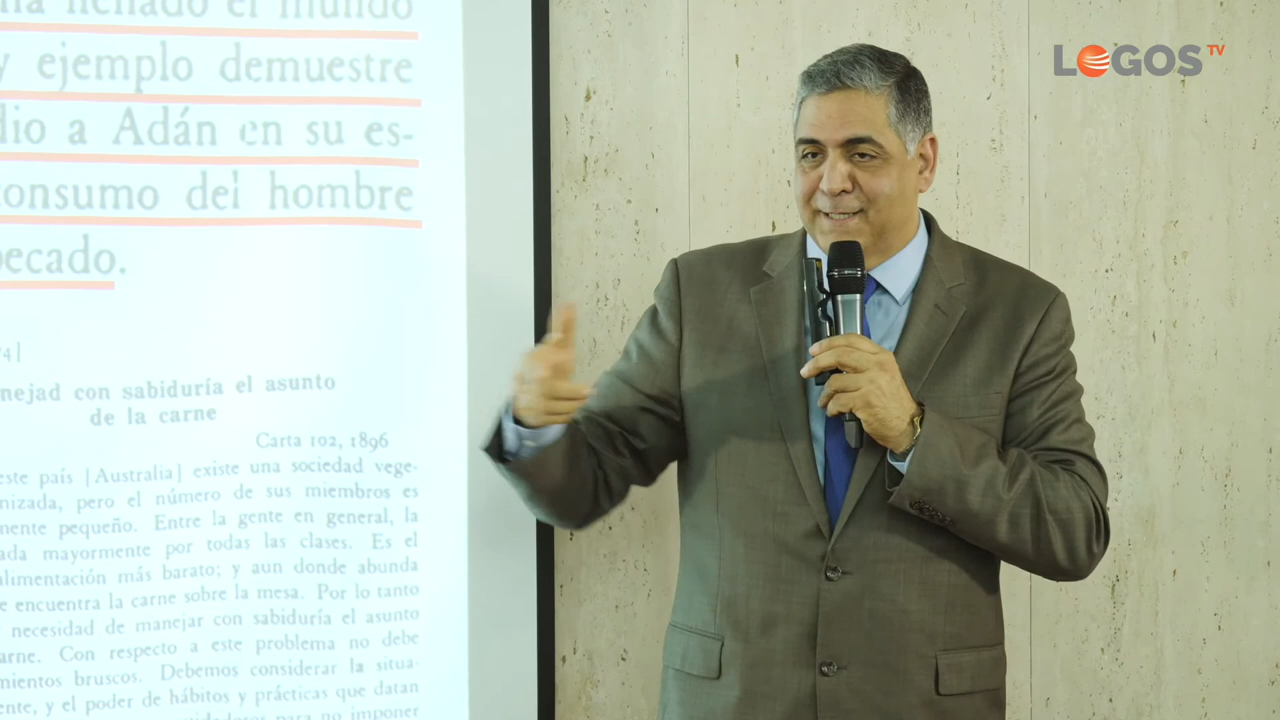 llenado el mundo
y ejemplo demuestre
dio a Adán en su es-
consumo del hombre
pecado.
nejad con sabiduría el asunto
de la carne
Carta 102, 1896
este país [Australia] existe una sociedad vege-
nizada, pero el número de sus miembros es
mente pequeño. Entre la gente en general, la
ada mayormente por todas las clases. Es el
alimentación más barato; y aun donde abunda
e encuentra la carne sobre la mesa. Por lo tanto
necesidad de manejar con sabiduría el asunto
arne. Con respecto a este problema no debe
mientos bruscos. Debemos considerar la situa-
ente, y el poder de hábitos y prácticas que datan
para no imponer
LOGOS TV